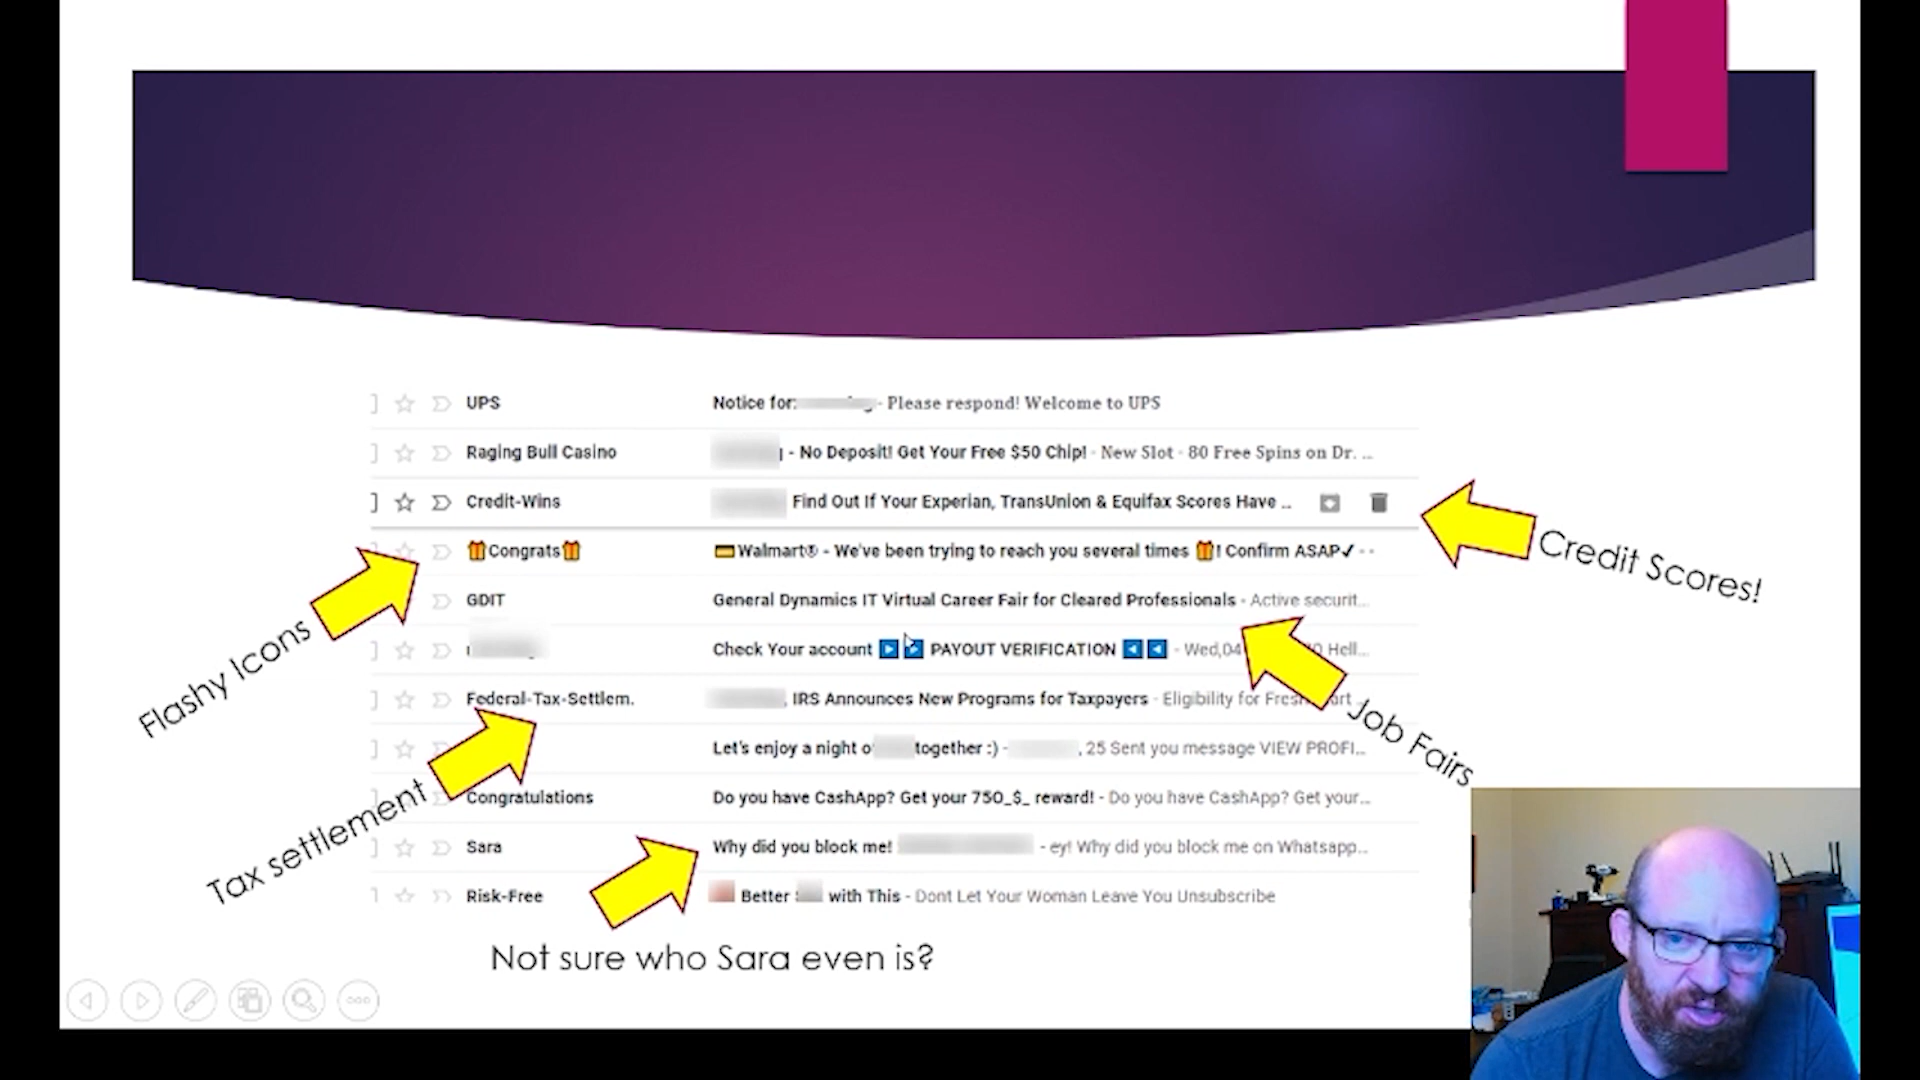 UPS Notice for: - Please respond! Welcome to UPS
Raging Bull Casino - No Deposit! Get Your Free $50 Chip! - New Slot - 80 Free Spins on Dr. ...
Credit-Wins Find Out If Your Experian, TransUnion & Equifax Scores Have ...
🎁Congrats🎁 💳Walmart® - We've been trying to reach you several times 🎁! Confirm ASAP✔ - -
GDIT General Dynamics IT Virtual Career Fair for Cleared Professionals - Active securit...
Check Your account ▶ ▶ PAYOUT VERIFICATION ◀ ◀ - Wed,04 Hell...
Federal-Tax-Settlem. , IRS Announces New Programs for Taxpayers - Eligibility for
Let's enjoy a night together :) - , 25 Sent you message VIEW PROFI...
Congratulations Do you have CashApp? Get your 750_$_ reward! - Do you have CashApp? Get your...
Sara Why did you block me! - ey! Why did you block me on Whatsapp...
Risk-Free Better with This - Dont Let Your Woman Leave You Unsubscribe
Credit Scores!
Flashy Icons
Job Fairs
Tax settlement
Not sure who Sara even is?